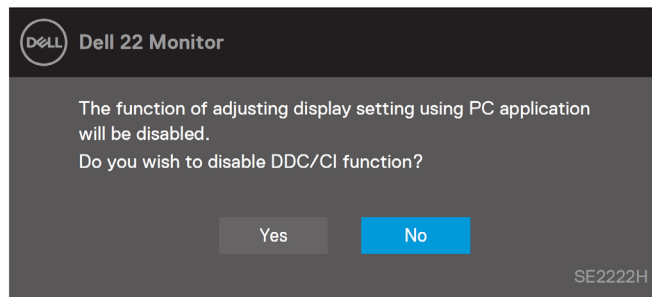 DELL
Dell 22 Monitor
The function of adjusting display setting using PC application
will be disabled.
Do you wish to disable DDC/CI function?
Yes
No
SE2222H